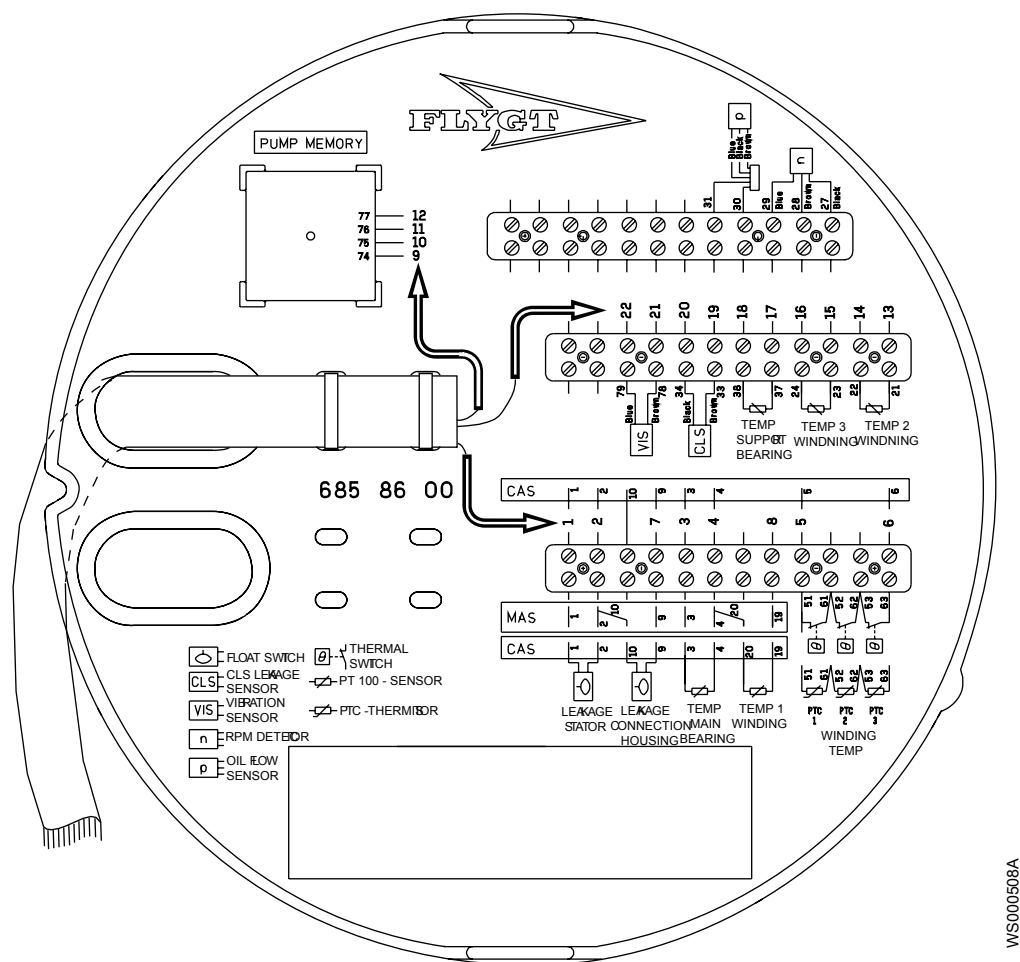 FLYGT
PUMP MEMORY
77 12
76 11
75 10
74 9
p
Blue
Black
Brown
n
31 30 29 Blue 28 Brown 27 Black
22 21 20 19 18 17 16 15 14 13
79 78 34 33 38 37 24 23 22 21
Blue Brown Black Brown
VIS CLS
TEMP SUPPORT BEARING
TEMP 3 WINDNING
TEMP 2 WINDNING
685 86 00
CAS 1 2 10 9 3 4 5 6
1 2 7 3 4 8 5 6
51 61 52 62 53 63
MAS 1 2 10 9 3 4 20 19
θ θ θ
CAS 1 2 10 9 3 4 20 19
51 61 52 62 53 63
PTC 1
PTC 2
PTC 3
LEAKAGE STATOR
LEAKAGE CONNECTION HOUSING
TEMP MAIN BEARING
TEMP 1 WINDING
WINDING TEMP
FLOAT SWITCH
CLS CLS LEAKAGE SENSOR
VIS VIBRATION SENSOR
n RPM DETECTOR
p OIL FLOW SENSOR
θ THERMAL SWITCH
PT 100 - SENSOR
PTC -THERMISTOR
WS000508A